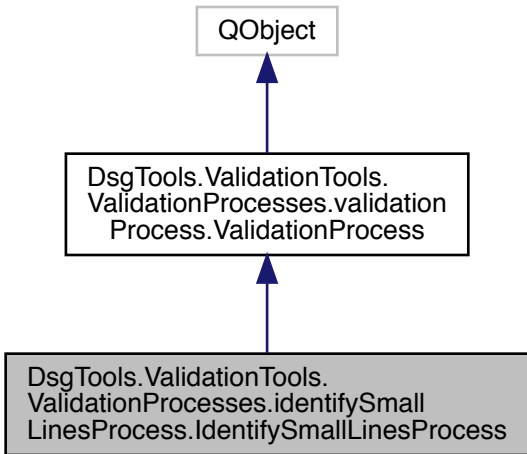 QObject
DsgTools.ValidationTools.
ValidationProcesses.validation
Process.ValidationProcess
DsgTools.ValidationTools.
ValidationProcesses.identifySmall
LinesProcess.IdentifySmallLinesProcess